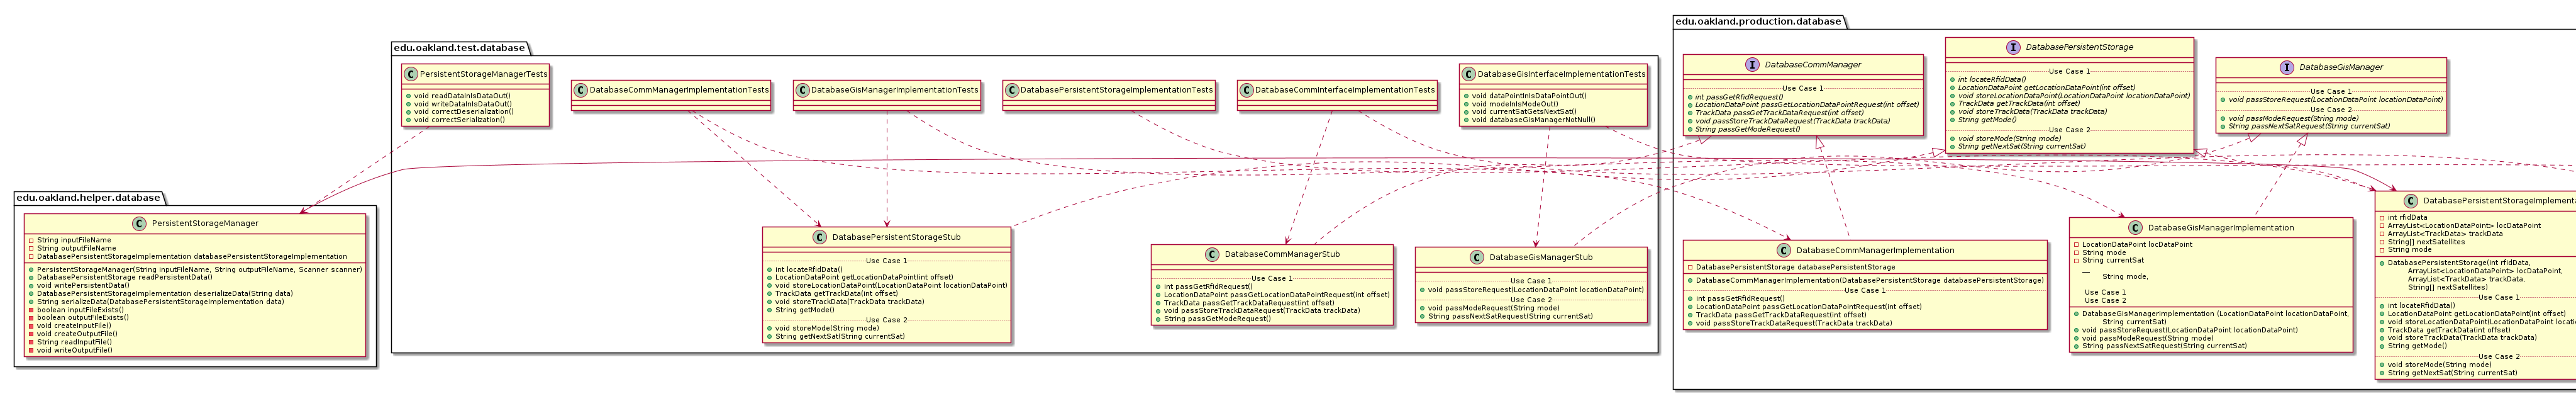 edu.oakland.helper.database
C PersistentStorageManager
String inputFileName
String outputFileName
DatabasePersistentStorageImplementation databasePersistentStorageImplementation
PersistentStorageManager(String inputFileName, String outputFileName, Scanner scanner)
DatabasePersistentStorage readPersistentData()
void writePersistentData()
DatabasePersistentStorageImplementation deserializeData(String data)
String serializeData(DatabasePersistentStorageImplementation data)
boolean inputFileExists()
boolean outputFileExists()
void createInputFile()
void createOutputFile()
String readInputFile()
void writeOutputFile()
edu.oakland.test.database
C PersistentStorageManagerTests
void readDataInIsDataOut()
void writeDataInIsDataOut()
void correctDeserialization()
void correctSerialization()
C DatabaseCommManagerImplementationTests
C DatabaseGisManagerImplementationTests
C DatabasePersistentStorageImplementationTests
C DatabaseCommInterfaceImplementationTests
C DatabaseGisInterfaceImplementationTests
void dataPointInIsDataPointOut()
void modeInIsModeOut()
void currentSatGetsNextSat()
void databaseGisManagerNotNull()
C DatabasePersistentStorageStub
Use Case 1
int locateRfidData()
LocationDataPoint getLocationDataPoint(int offset)
void storeLocationDataPoint(LocationDataPoint locationDataPoint)
TrackData getTrackData(int offset)
void storeTrackData(TrackData trackData)
String getMode()
Use Case 2
void storeMode(String mode)
String getNextSat(String currentSat)
C DatabaseCommManagerStub
Use Case 1
int passGetRfidRequest()
LocationDataPoint passGetLocationDataPointRequest(int offset)
TrackData passGetTrackDataRequest(int offset)
void passStoreTrackDataRequest(TrackData trackData)
String passGetModeRequest()
C DatabaseGisManagerStub
Use Case 1
void passStoreRequest(LocationDataPoint locationDataPoint)
Use Case 2
void passModeRequest(String mode)
String passNextSatRequest(String currentSat)
edu.oakland.production.database
I DatabaseCommManager
Use Case 1
int passGetRfidRequest()
LocationDataPoint passGetLocationDataPointRequest(int offset)
TrackData passGetTrackDataRequest(int offset)
void passStoreTrackDataRequest(TrackData trackData)
String passGetModeRequest()
I DatabasePersistentStorage
Use Case 1
int locateRfidData()
LocationDataPoint getLocationDataPoint(int offset)
void storeLocationDataPoint(LocationDataPoint locationDataPoint)
TrackData getTrackData(int offset)
void storeTrackData(TrackData trackData)
String getMode()
Use Case 2
void storeMode(String mode)
String getNextSat(String currentSat)
I DatabaseGisManager
Use Case 1
void passStoreRequest(LocationDataPoint locationDataPoint)
Use Case 2
void passModeRequest(String mode)
String passNextSatRequest(String currentSat)
C DatabaseCommManagerImplementation
DatabasePersistentStorage databasePersistentStorage
DatabaseCommManagerImplementation(DatabasePersistentStorage databasePersistentStorage)
Use Case 1
int passGetRfidRequest()
LocationDataPoint passGetLocationDataPointRequest(int offset)
TrackData passGetTrackDataRequest(int offset)
void passStoreTrackDataRequest(TrackData trackData)
C DatabaseGisManagerImplementation
LocationDataPoint locDataPoint
String mode
String currentSat
__
String mode,
Use Case 1
Use Case 2
DatabaseGisManagerImplementation (LocationDataPoint locationDataPoint,
String currentSat)
void passStoreRequest(LocationDataPoint locationDataPoint)
void passModeRequest(String mode)
String passNextSatRequest(String currentSat)
C DatabasePersistentStorageImplementa
int rfidData
ArrayList<LocationDataPoint> locDataPoint
ArrayList<TrackData> trackData
String[] nextSatellites
String mode
DatabasePersistentStorage(int rfidData,
ArrayList<LocationDataPoint> locDataPoint,
ArrayList<TrackData> trackData,
String[] nextSatellites)
Use Case 1
int locateRfidData()
LocationDataPoint getLocationDataPoint(int offset)
void storeLocationDataPoint(LocationDataPoint locatio
TrackData getTrackData(int offset)
void storeTrackData(TrackData trackData)
String getMode()
Use Case 2
void storeMode(String mode)
String getNextSat(String currentSat)